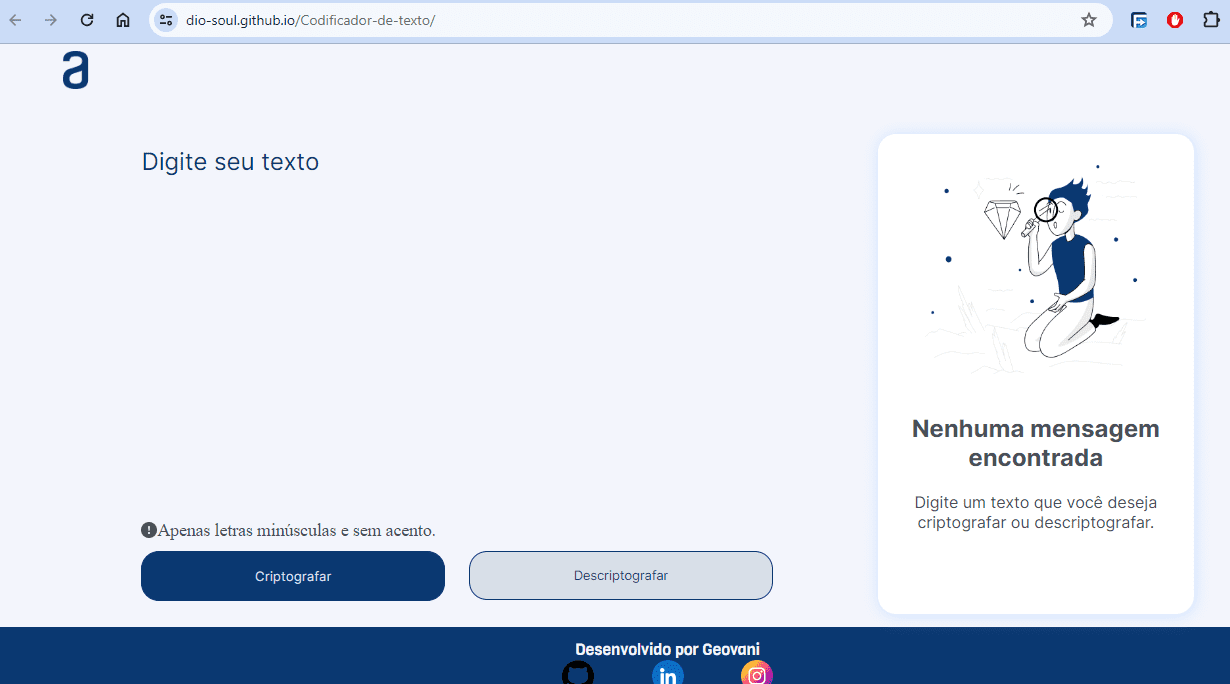 dio-soul.github.io/Codificador-de-texto/
a
Digite seu texto
Nenhuma mensagem
encontrada
Digite um texto que você deseja
criptografar ou descriptografar.
Apenas letras minúsculas e sem acento.
Criptografar
Descriptografar
Desenvolvido por Geovani
in